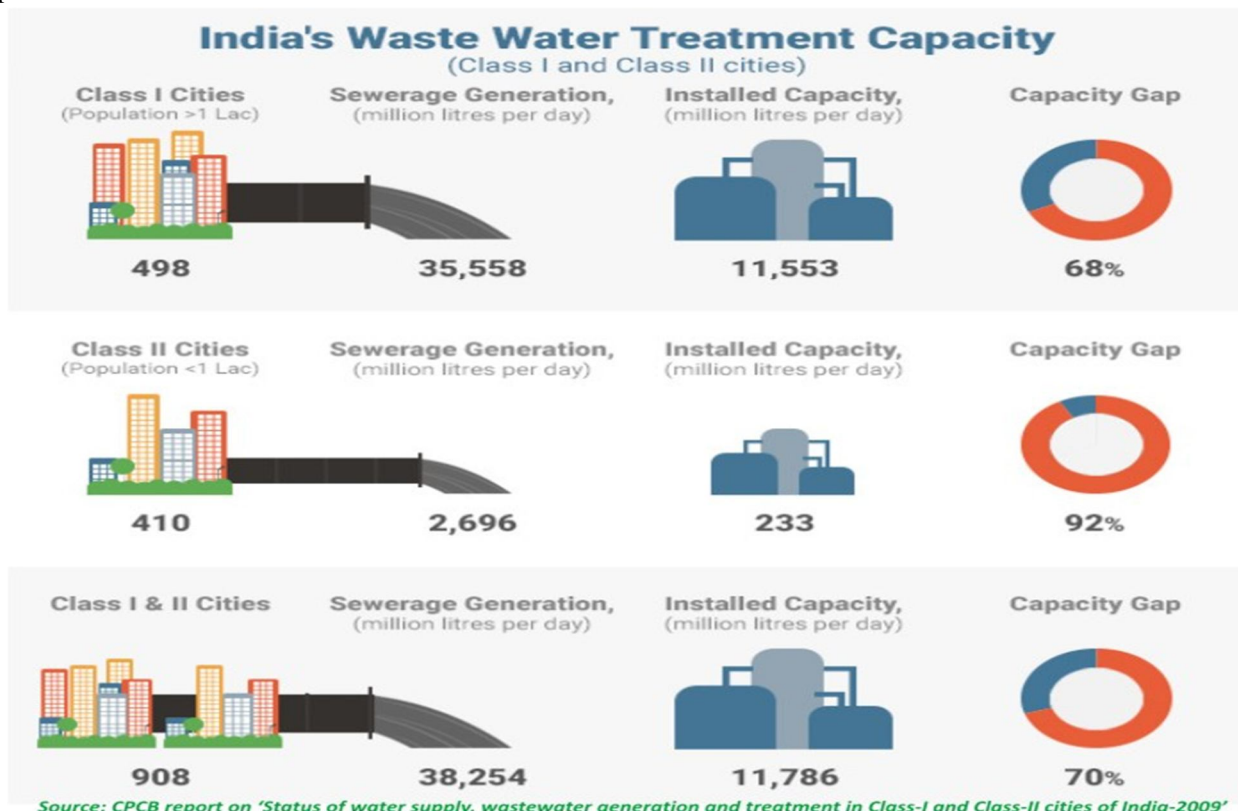 India's Waste Water Treatment Capacity
(Class I and Class II cities)
Class I Cities
(Population >1 Lac)
Sewerage Generation,
(million litres per day)
Installed Capacity,
(million litres per day)
Capacity Gap
498
35,558
11,553
68%
Class II Cities
(Population <1 Lac)
Sewerage Generation,
(million litres per day)
Installed Capacity,
(million litres per day)
Capacity Gap
410
2,696
233
92%
Class I & II Cities
Sewerage Generation,
(million litres per day)
Installed Capacity,
(million litres per day)
Capacity Gap
908
38,254
11,786
70%
Source: CPCB report on 'Status of water supply, wastewater generation and treatment in Class-I and Class-II cities of India-2009'